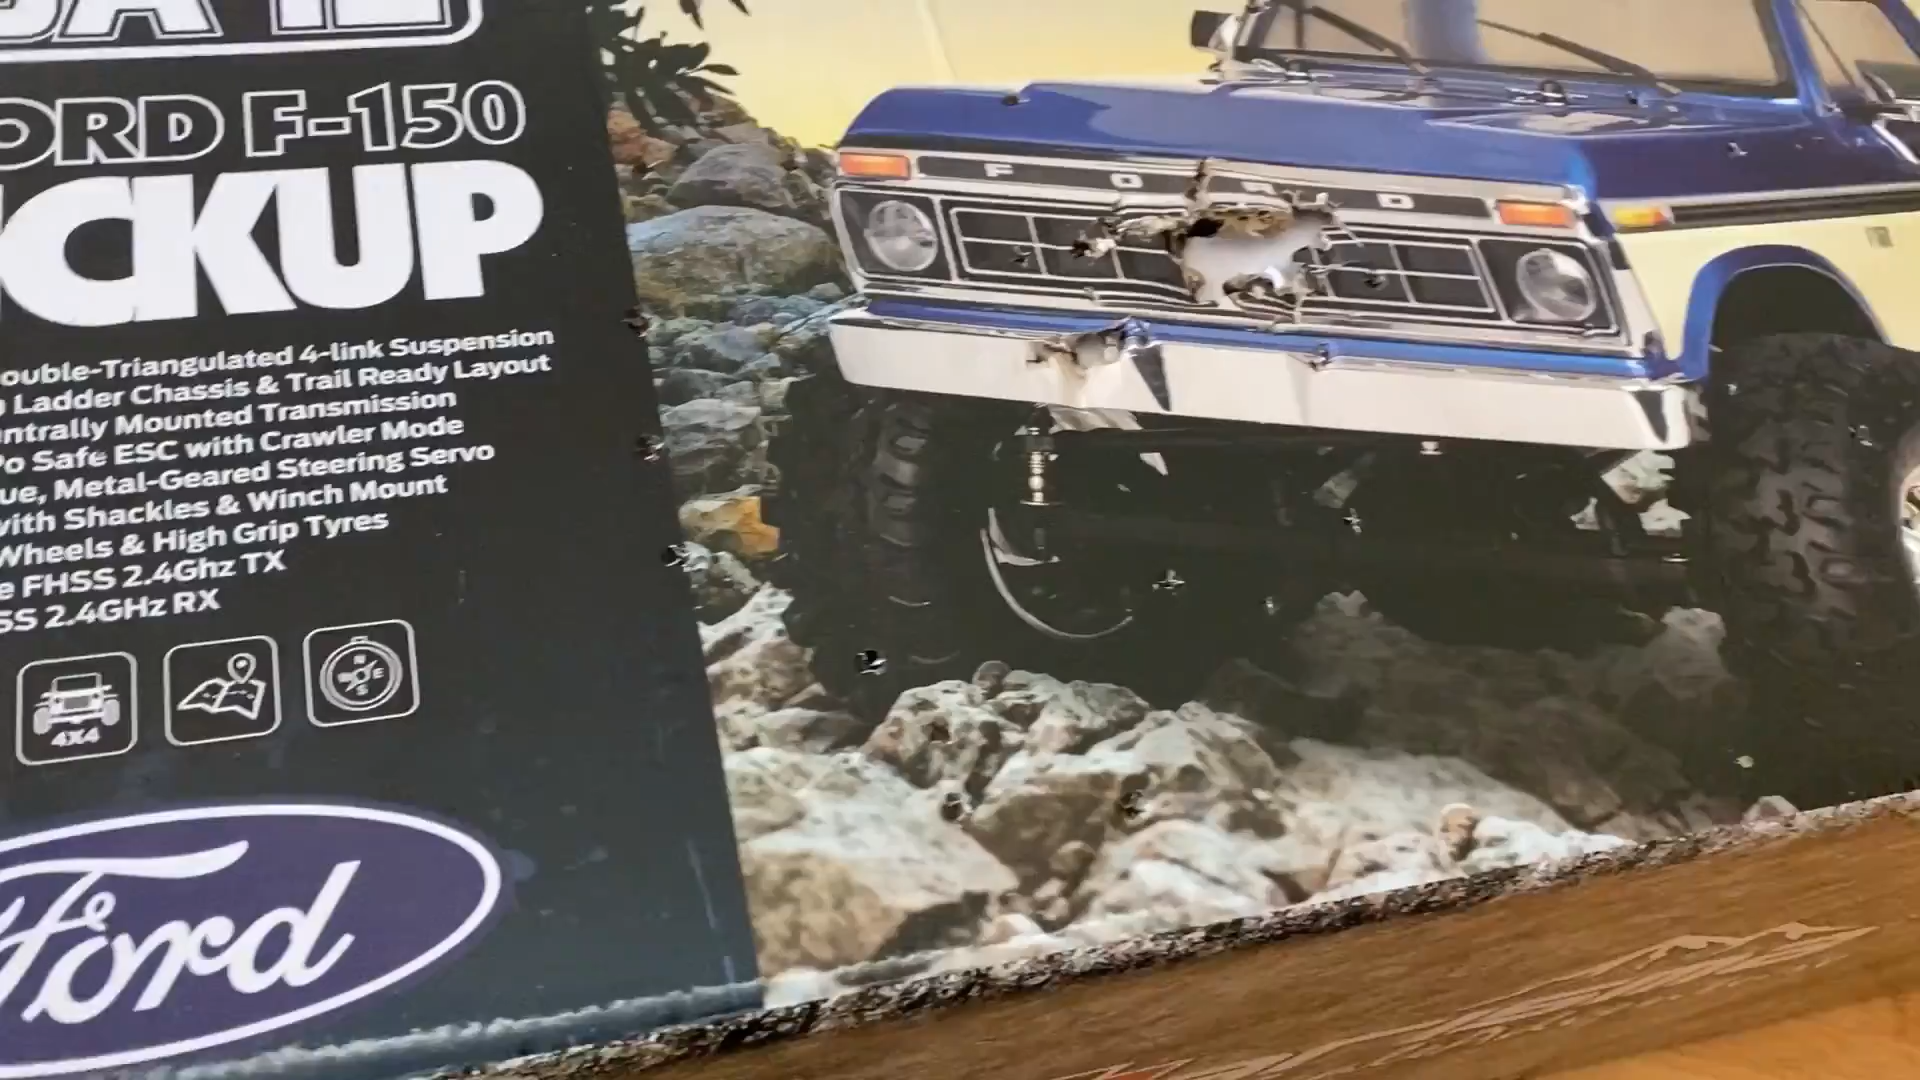 ORD F-150
CKUP
ouble-Triangulated 4-link Suspension
Ladder Chassis & Trail Ready Layout
ntrally Mounted Transmission
Po Safe ESC with Crawler Mode
ue, Metal-Geared Steering Servo
with Shackles & Winch Mount
Wheels & High Grip Tyres
e FHSS 2.4Ghz TX
SS 2.4GHz RX
4X4
N
E
S
Ford
F O R D